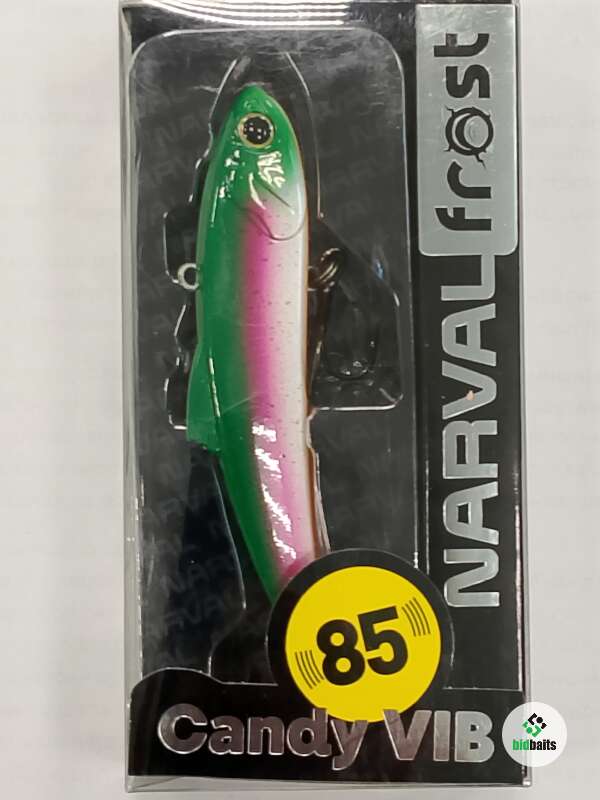 NARVAL frost
85
Candy VIB
bidbaits